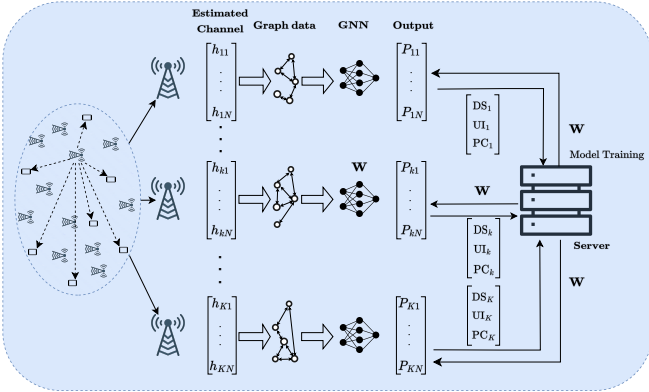 Estimated
Channel Graph data GNN Output
h11
h1N
P11
P1N
DS1
UI1
PC1
W
Model Training
hk1
hkN
W
Pk1
PkN
W
DSk
UIk
PCk
Server
W
hK1
hKN
PK1
PKN
DSK
UIK
PCK